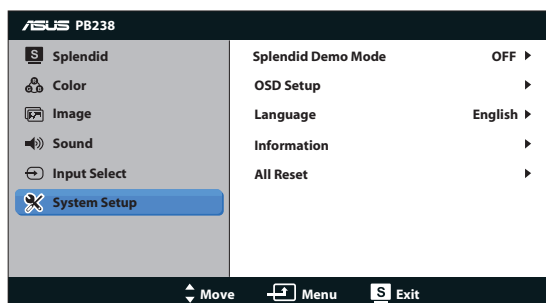 ASUS PB238
S Splendid
Color
Image
Sound
Input Select
System Setup
Splendid Demo Mode OFF
OSD Setup
Language English
Information
All Reset
Move Menu S Exit